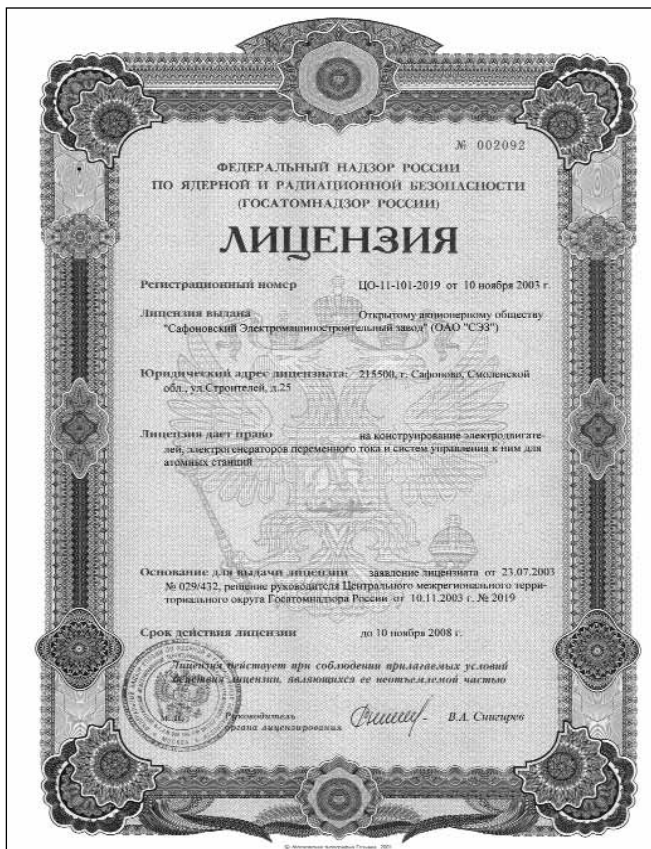 № 002092
ФЕДЕРАЛЬНЫЙ НАДЗОР РОССИИ
ПО ЯДЕРНОЙ И РАДИАЦИОННОЙ БЕЗОПАСНОСТИ
(ГОСАТОМНАДЗОР РОССИИ)
ЛИЦЕНЗИЯ
Регистрационный номер ЦО-11-101-2019 от 10 ноября 2003 г.
Лицензия выдана Открытому акционерному обществу
"Сафоновский Электромашиностроительный завод" (ОАО "СЭЗ")
Юридический адрес лицензиата: 215500, г. Сафоново, Смоленской
обл., ул.Строителей, д.25
Лицензия дает право на конструирование электродвигате-
лей, электрогенераторов переменного тока и систем управления к ним для
атомных станций
Основание для выдачи лицензии заявление лицензиата от 23.07.2003
№ 029/432, решение руководителя Центрального межрегионального терри-
ториального округа Госатомнадзора России от 10.11.2003 г. № 2019
Срок действия лицензии до 10 ноября 2008 г.
Лицензия действует при соблюдении прилагаемых условий
действия лицензии, являющихся ее неотъемлемой частью
Руководитель
органа лицензирования В.А. Снигирев